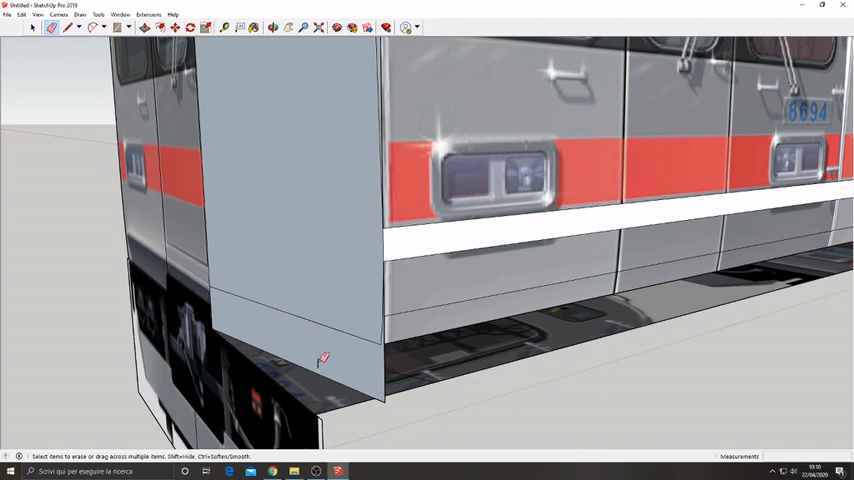 Untitled - SketchUp Pro 2019
File Edit View Camera Draw Tools Window Extensions Help
8694
Select items to erase or drag across multiple items. Shift=Hide, Ctrl=Soften/Smooth.
Measurements
Scrivi qui per eseguire la ricerca
10:10
22/04/2020